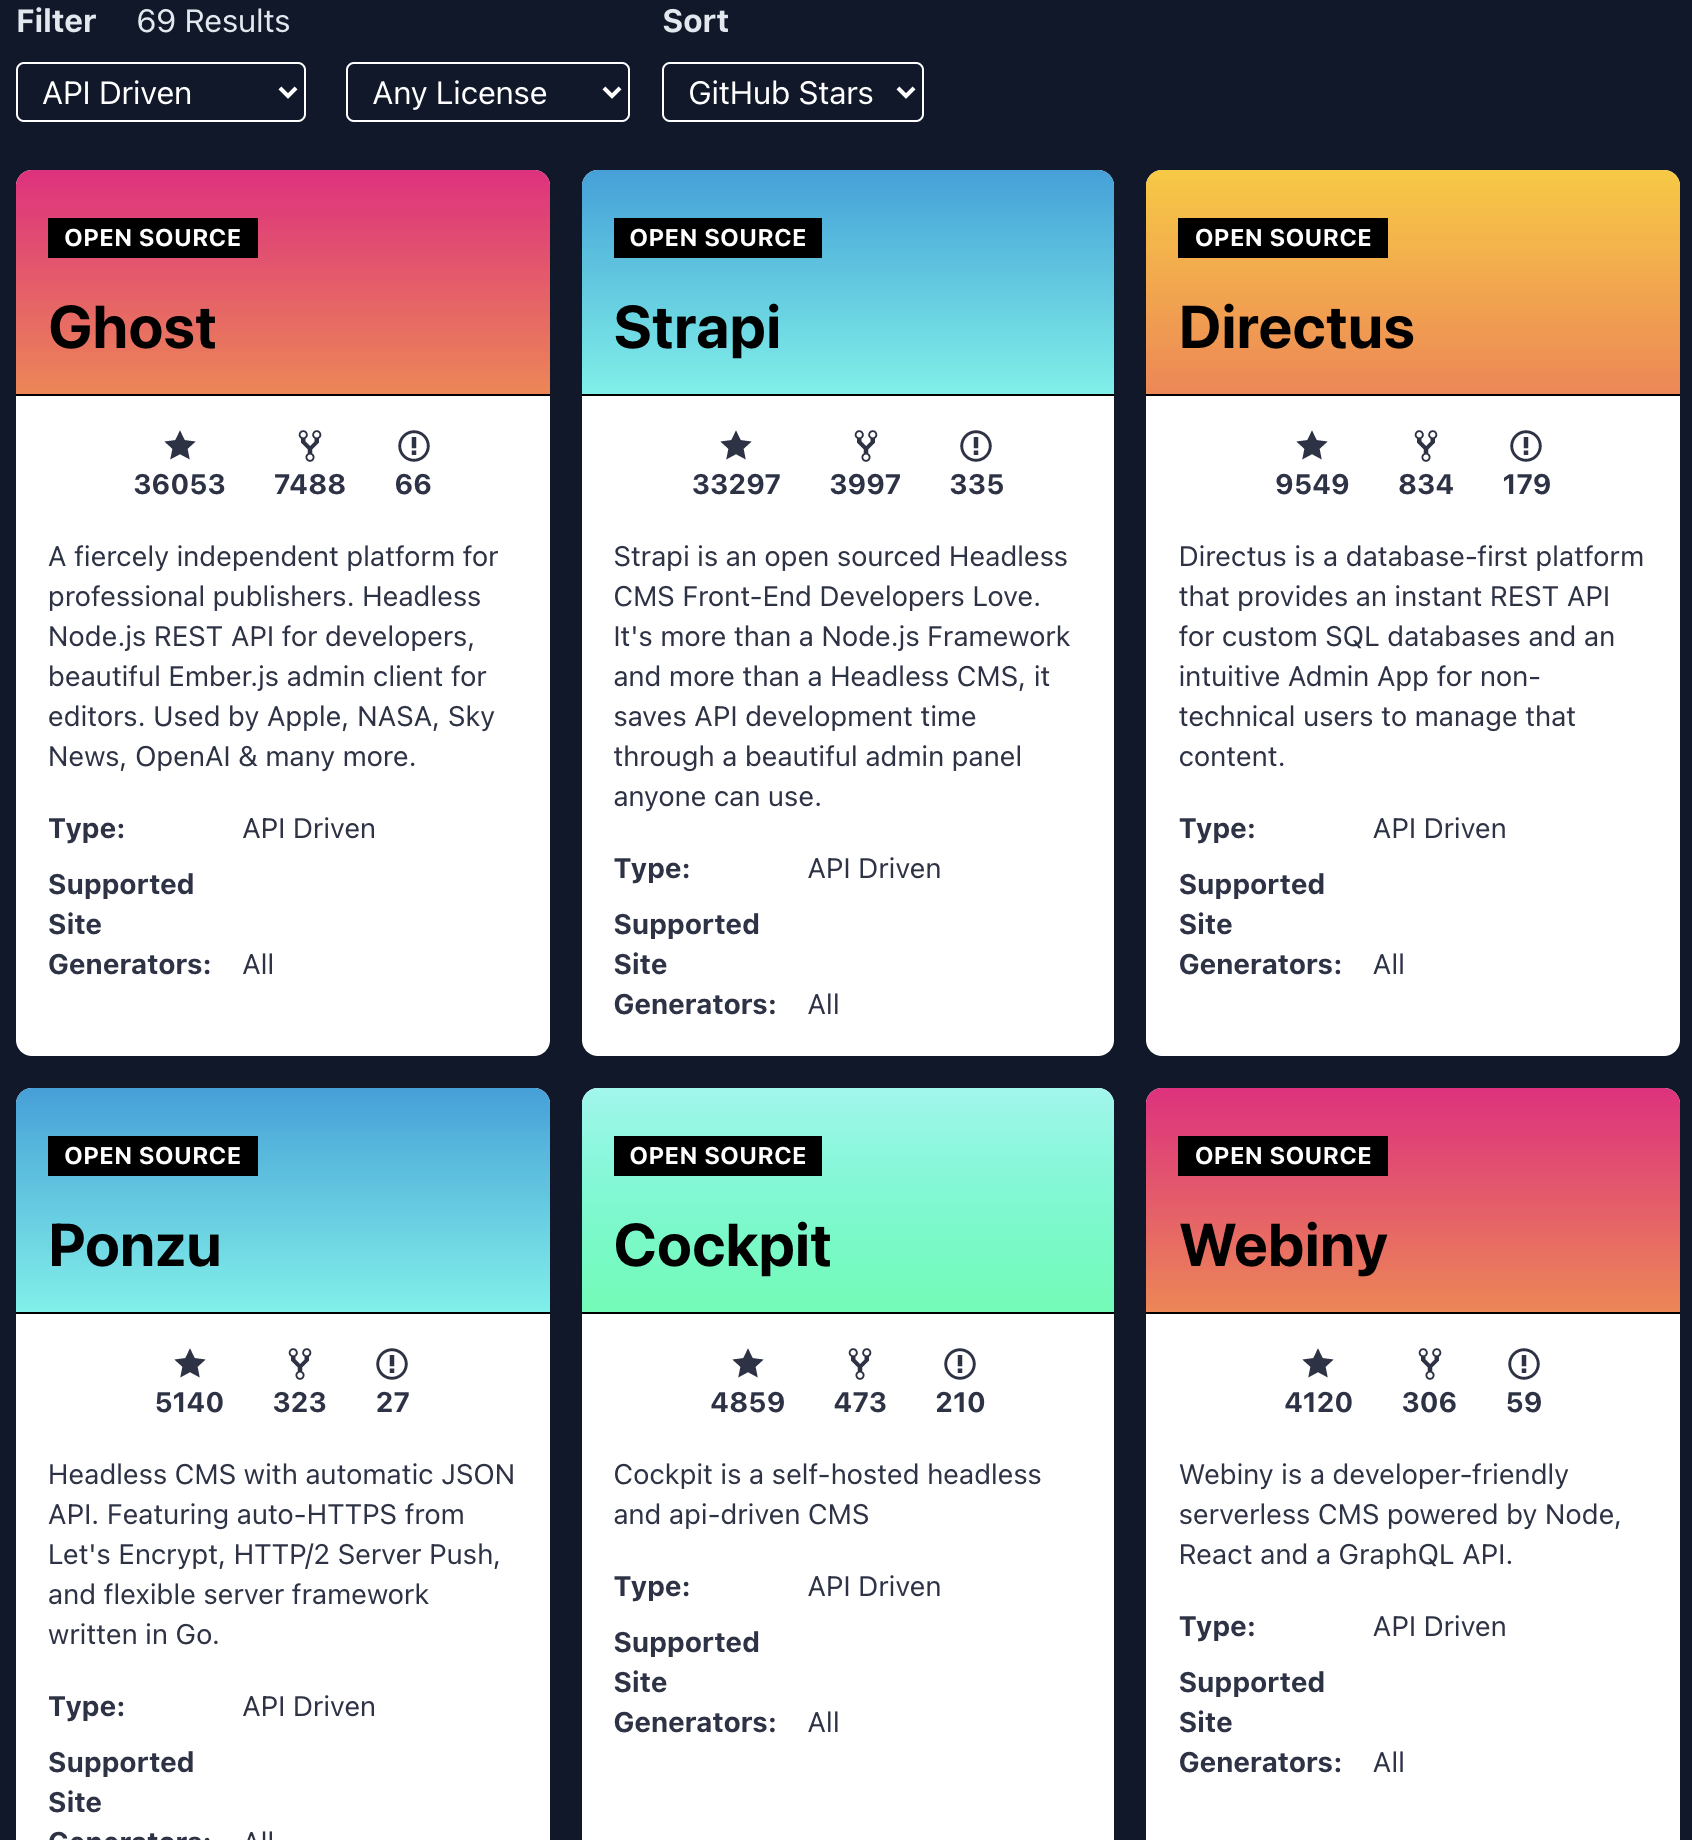 Filter 69 Results Sort
API Driven Any License GitHub Stars
OPEN SOURCE
Ghost
36053 7488 66
A fiercely independent platform for
professional publishers. Headless
Node.js REST API for developers,
beautiful Ember.js admin client for
editors. Used by Apple, NASA, Sky
News, OpenAI & many more.
Type: API Driven
Supported
Site
Generators: All
OPEN SOURCE
Strapi
33297 3997 335
Strapi is an open sourced Headless
CMS Front-End Developers Love.
It's more than a Node.js Framework
and more than a Headless CMS, it
saves API development time
through a beautiful admin panel
anyone can use.
Type: API Driven
Supported
Site
Generators: All
OPEN SOURCE
Directus
9549 834 179
Directus is a database-first platform
that provides an instant REST API
for custom SQL databases and an
intuitive Admin App for non-
technical users to manage that
content.
Type: API Driven
Supported
Site
Generators: All
OPEN SOURCE
Ponzu
5140 323 27
Headless CMS with automatic JSON
API. Featuring auto-HTTPS from
Let's Encrypt, HTTP/2 Server Push,
and flexible server framework
written in Go.
Type: API Driven
Supported
Site
Generators: All
OPEN SOURCE
Cockpit
4859 473 210
Cockpit is a self-hosted headless
and api-driven CMS
Type: API Driven
Supported
Site
Generators: All
OPEN SOURCE
Webiny
4120 306 59
Webiny is a developer-friendly
serverless CMS powered by Node,
React and a GraphQL API.
Type: API Driven
Supported
Site
Generators: All